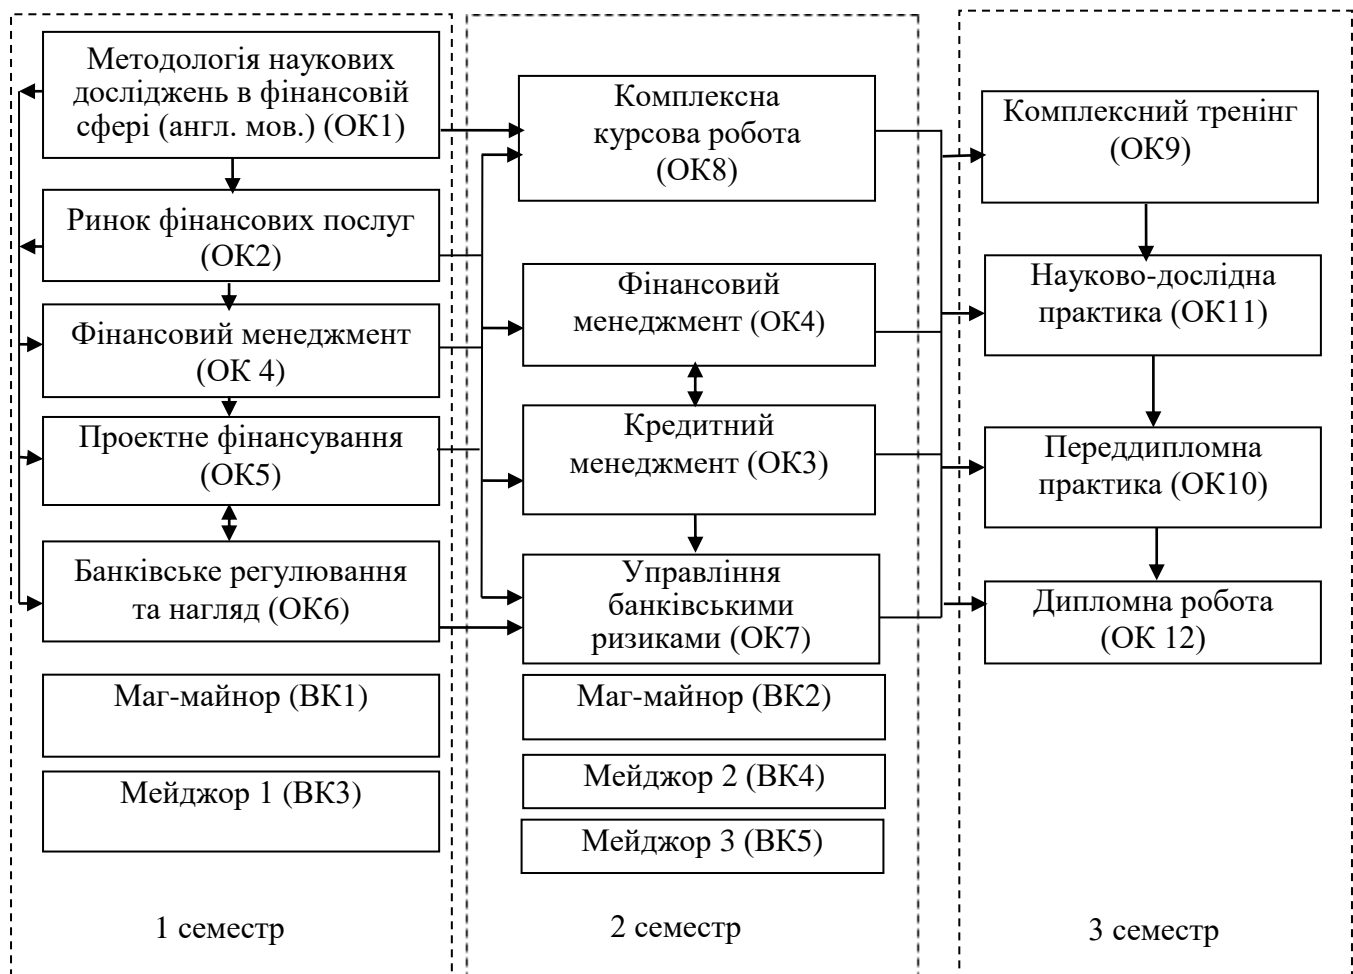 Методологія наукових
досліджень в фінансовій
сфері (англ. мов.) (ОК1)
Ринок фінансових послуг
(ОК2)
Фінансовий менеджмент
(ОК 4)
Проектне фінансування
(ОК5)
Банківське регулювання
та нагляд (ОК6)
Маг-майнор (ВК1)
Мейджор 1 (ВК3)
1 семестр
Комплексна
курсова робота
(ОК8)
Фінансовий
менеджмент (ОК4)
Кредитний
менеджмент (ОК3)
Управління
банківськими
ризиками (ОК7)
Маг-майнор (ВК2)
Мейджор 2 (ВК4)
Мейджор 3 (ВК5)
2 семестр
Комплексний тренінг
(ОК9)
Науково-дослідна
практика (ОК11)
Переддипломна
практика (ОК10)
Дипломна робота
(ОК 12)
3 семестр